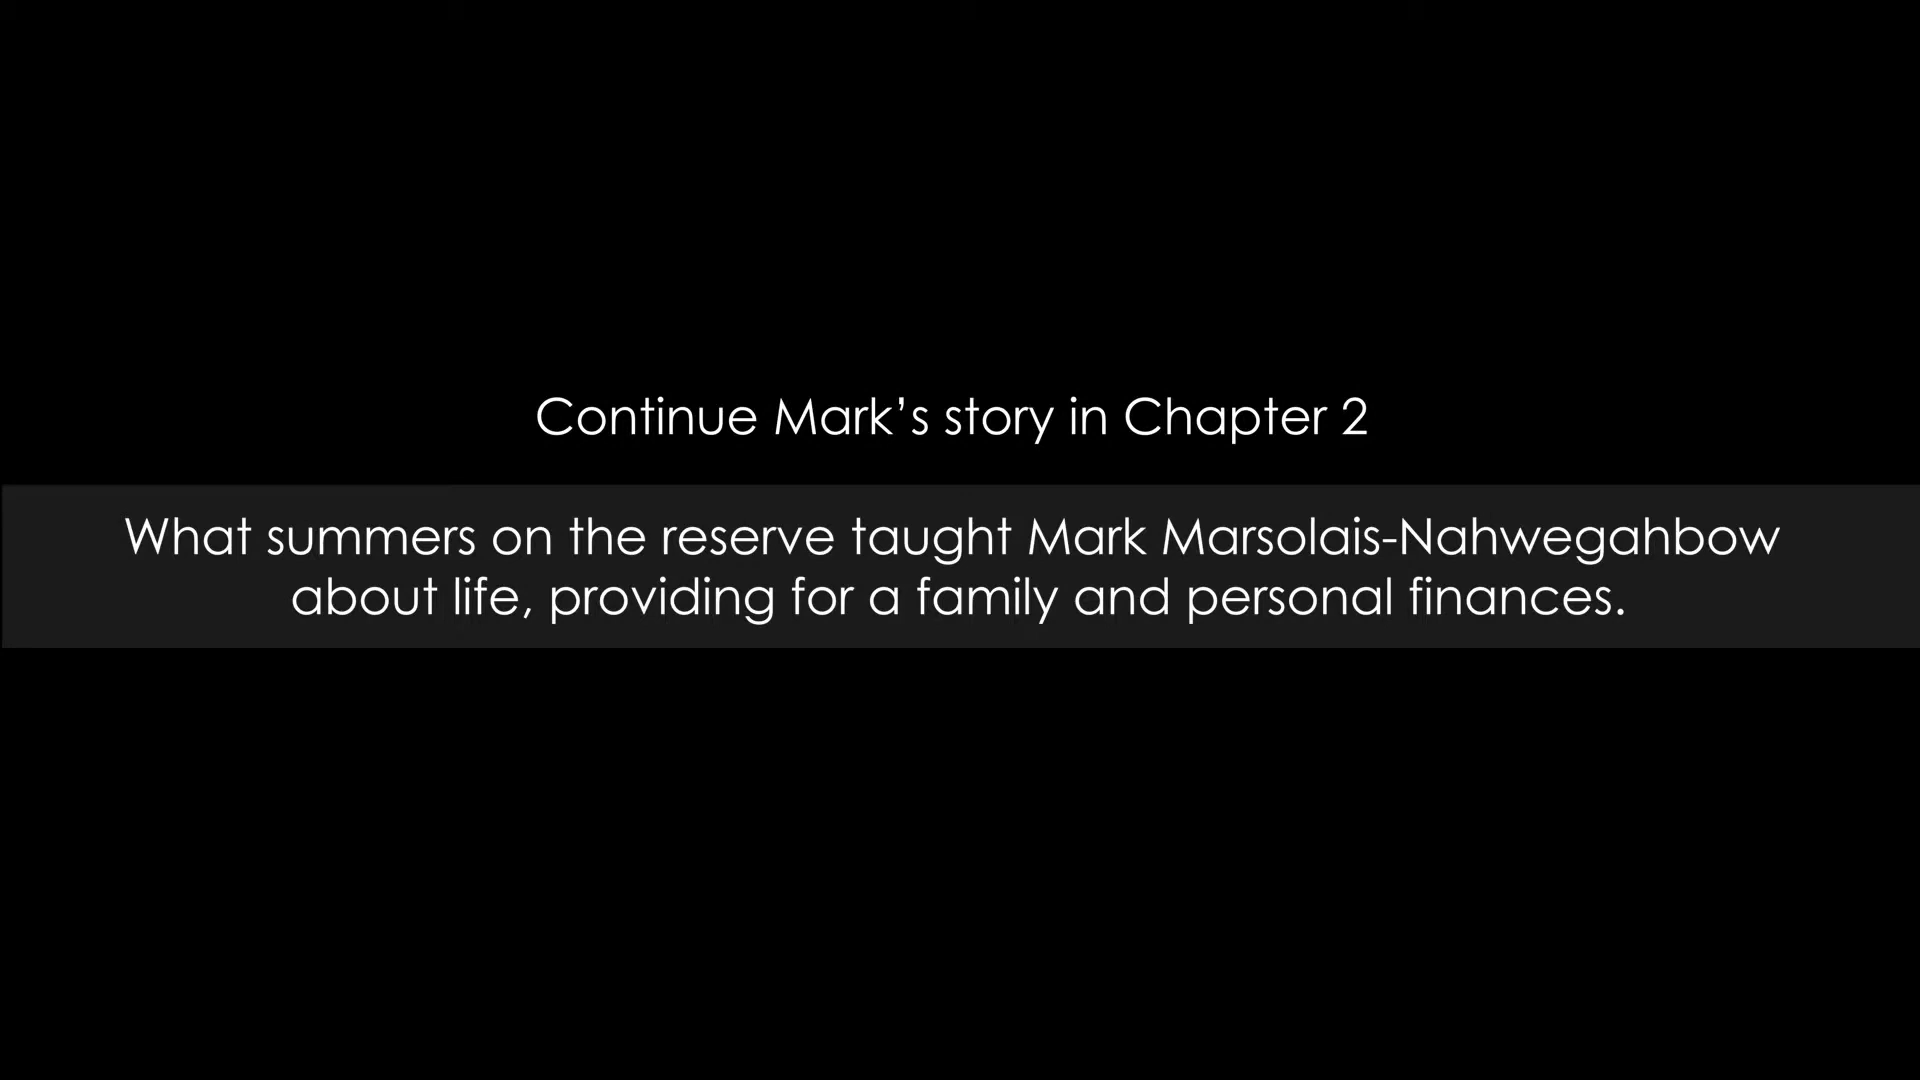 Continue Mark’s story in Chapter 2
What summers on the reserve taught Mark Marsolais-Nahwegahbow
about life, providing for a family and personal finances.